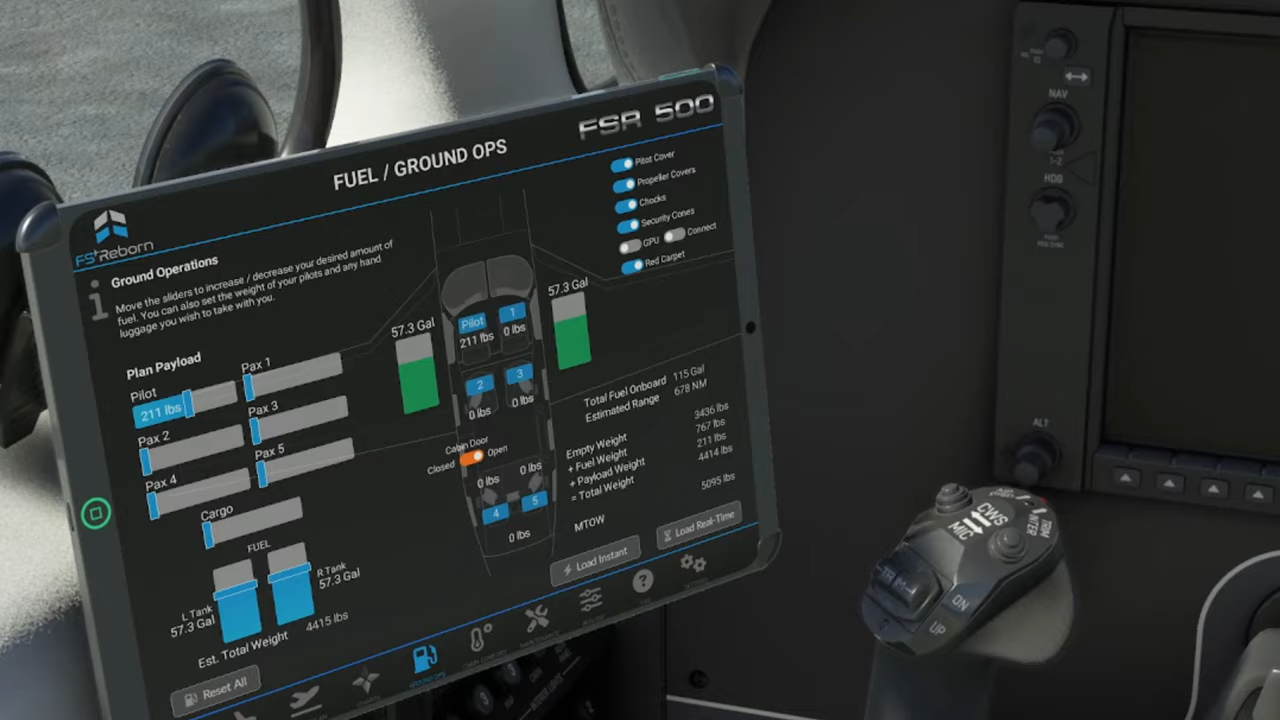 FSR 500
FUEL / GROUND OPS
FS Reborn
Ground Operations
Move the sliders to increase / decrease your desired amount of
fuel. You can also set the weight of your pilots and any hand
luggage you wish to take with you.
Pilot Cover
Propeller Covers
Chocks
Security Cones
GPU Connect
Red Carpet
Plan Payload
Pilot
211 lbs
Pax 1
Pax 2
Pax 3
Pax 4
Pax 5
Cargo
FUEL
L Tank
57.3 Gal
R Tank
57.3 Gal
Est. Total Weight 4415 lbs
Reset All
57.3 Gal
57.3 Gal
Pilot
211 lbs
1
0 lbs
2
0 lbs
3
0 lbs
Cabin Door
Closed Open
0 lbs
0 lbs
4
5
0 lbs
Total Fuel Onboard 115 Gal
Estimated Range 678 NM
Empty Weight 3436 lbs
+ Fuel Weight 767 lbs
+ Payload Weight 211 lbs
= Total Weight 4414 lbs
MTOW 5095 lbs
Load Instant
Load Real-Time
GROUND OPS
NAV
1-2
HDG
ALT
CWS
MIC
TRIM
INTER
DN
UP